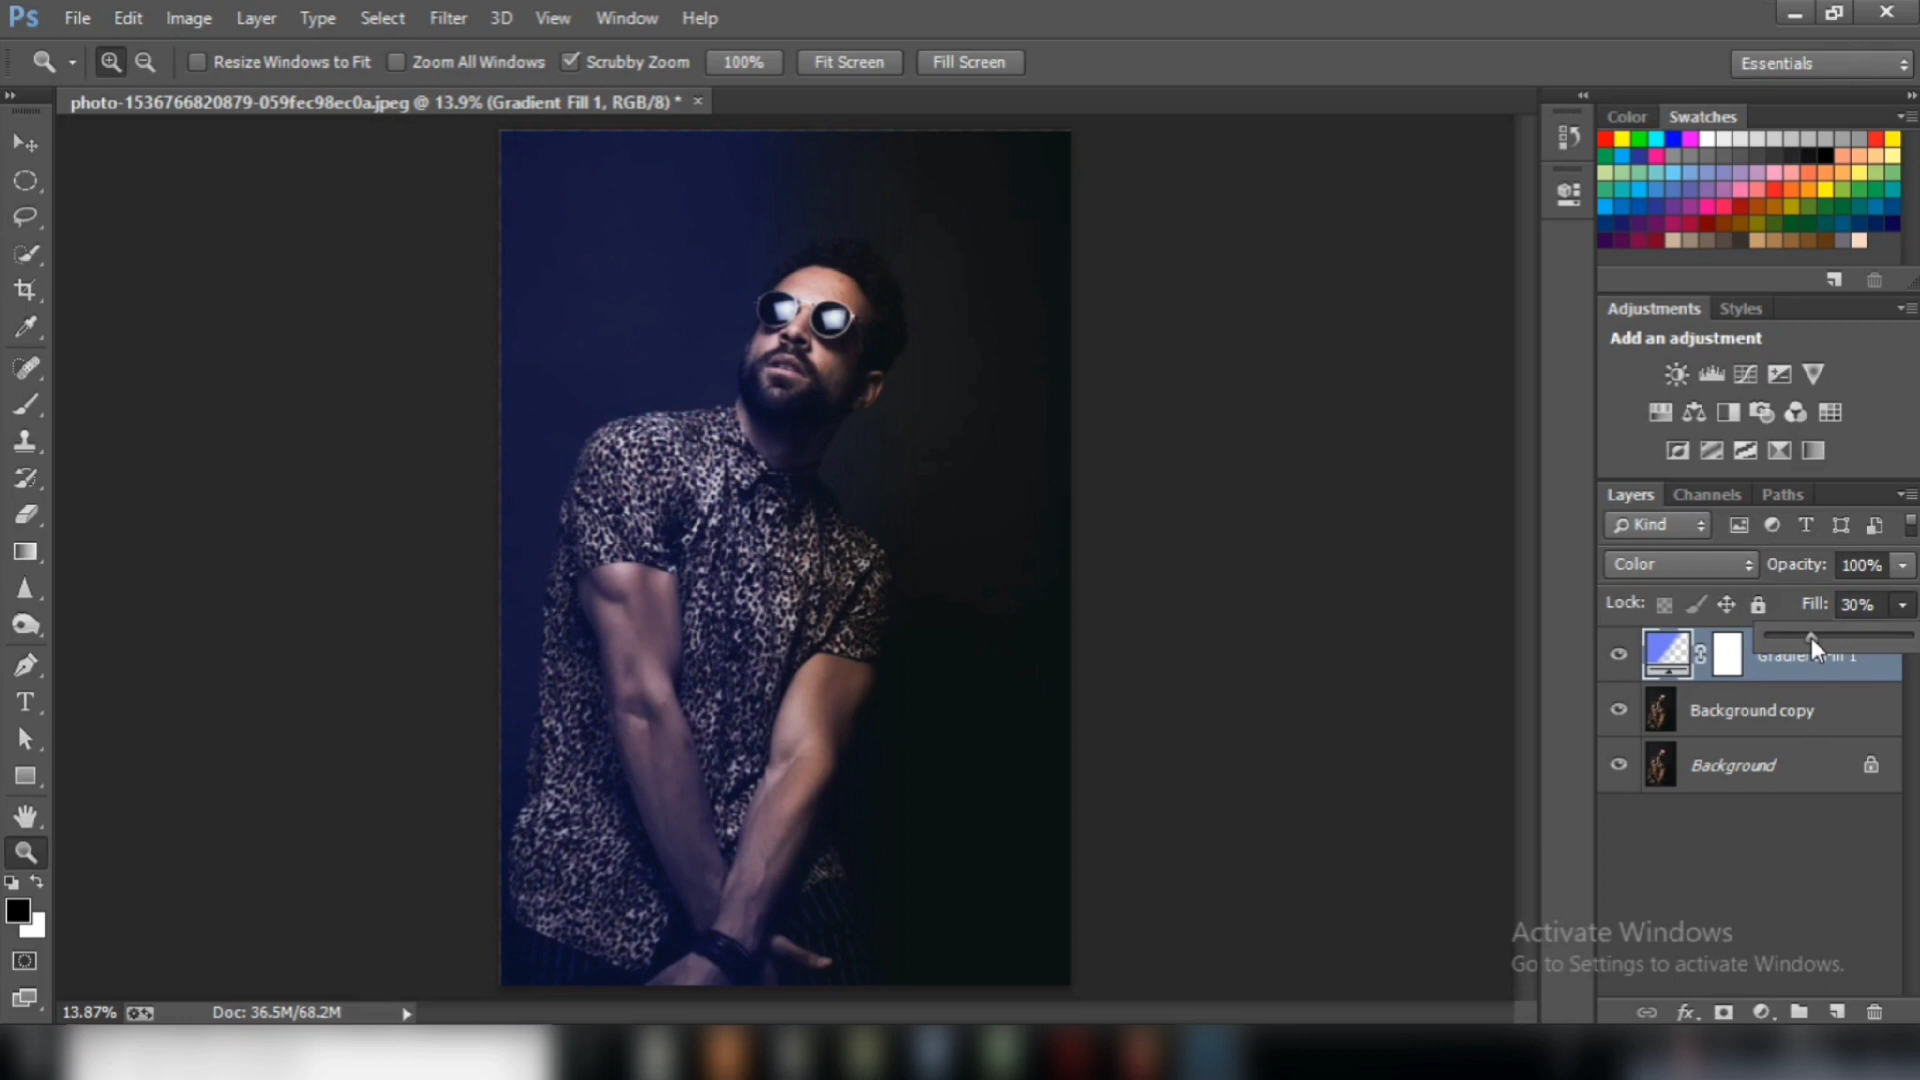 Ps File Edit Image Layer Type Select Filter 3D View Window Help
Resize Windows to Fit Zoom All Windows Scrubby Zoom 100% Fit Screen Fill Screen Essentials
photo-1536766820879-059fec98ec0a.jpeg @ 13.9% (Gradient Fill 1, RGB/8) * ×
Color Swatches
Adjustments Styles
Add an adjustment
Layers Channels Paths
Kind
Color Opacity: 100%
Lock: Fill: 30%
Gradient Fill 1
Background copy
Background
Activate Windows
Go to Settings to activate Windows.
13.87% Doc: 36.5M/68.2M